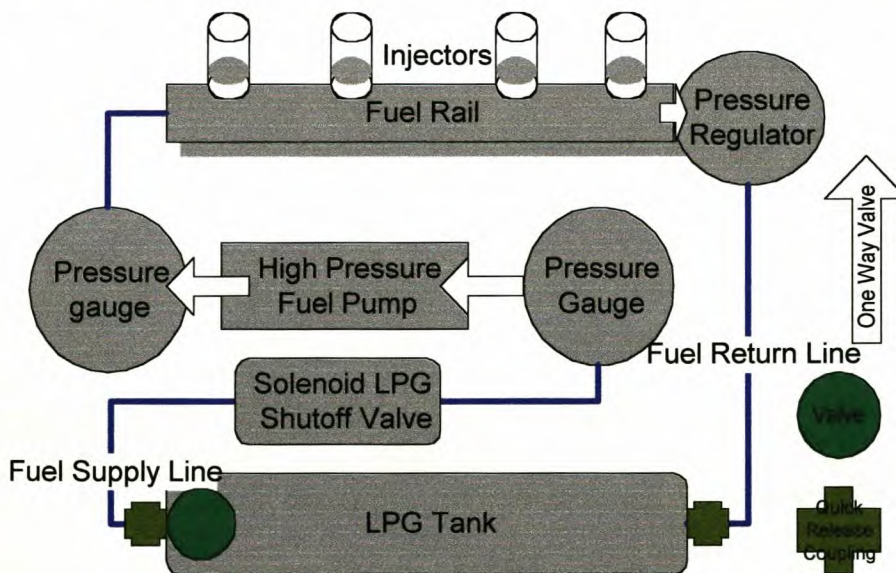 Injectors
Fuel Rail
Pressure
Regulator
One Way Valve
Pressure
gauge
High Pressure
Fuel Pump
Pressure
Gauge
Fuel Return Line
Solenoid LPG
Shutoff Valve
Valve
Fuel Supply Line
LPG Tank
Quick
Release
Coupling